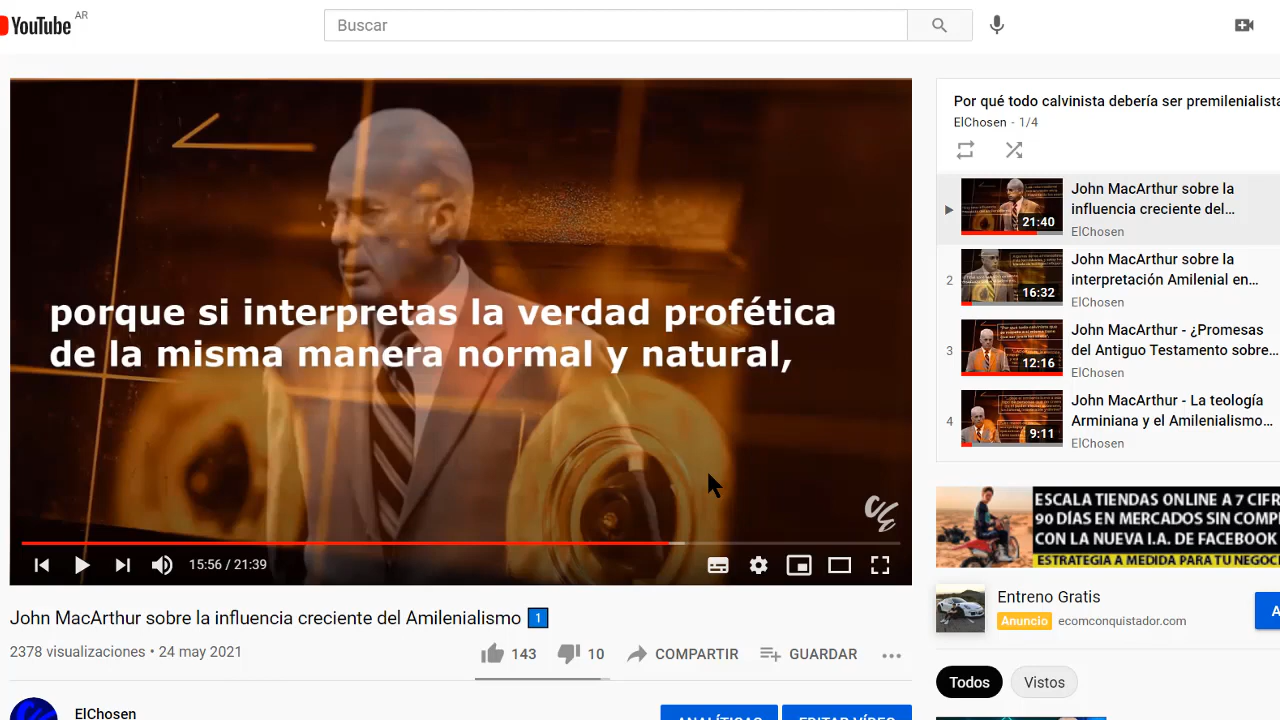 YouTube AR
Buscar
porque si interpretas la verdad profética
de la misma manera normal y natural,
15:56 / 21:39
John MacArthur sobre la influencia creciente del Amilenialismo 1
2378 visualizaciones • 24 may 2021
143
10
COMPARTIR
GUARDAR
ElChosen
ANALÍTICAS
EDITAR VÍDEO
Por qué todo calvinista debería ser premilenialista
ElChosen - 1/4
John MacArthur sobre la
influencia creciente del...
ElChosen
21:40
2
John MacArthur sobre la
interpretación Amilenial en...
ElChosen
16:32
3
John MacArthur - ¿Promesas
del Antiguo Testamento sobre...
ElChosen
12:16
4
John MacArthur - La teología
Arminiana y el Amilenialismo...
ElChosen
9:11
ESCALA TIENDAS ONLINE A 7 CIFR
90 DÍAS EN MERCADOS SIN COMP
CON LA NUEVA I.A. DE FACEBOOK
ESTRATEGIA A MEDIDA PARA TU NEGOC
Entreno Gratis
Anuncio ecomconquistador.com
Todos
Vistos